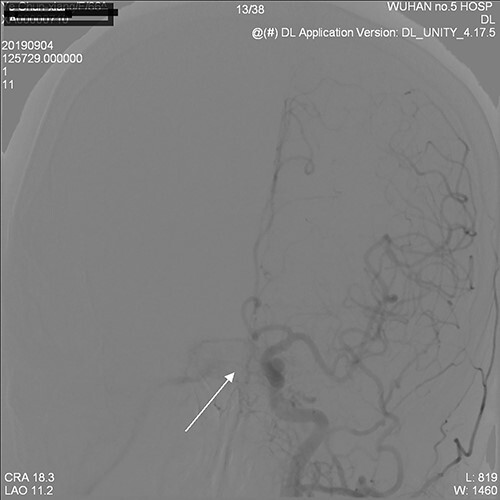 13/38
WUHAN no.5 HOSP
DL
@(#) DL Application Version: DL_UNITY_4.17.5
20190904
125729.000000
1
11
CRA 18.3
LAO 11.2
L: 819
W: 1460